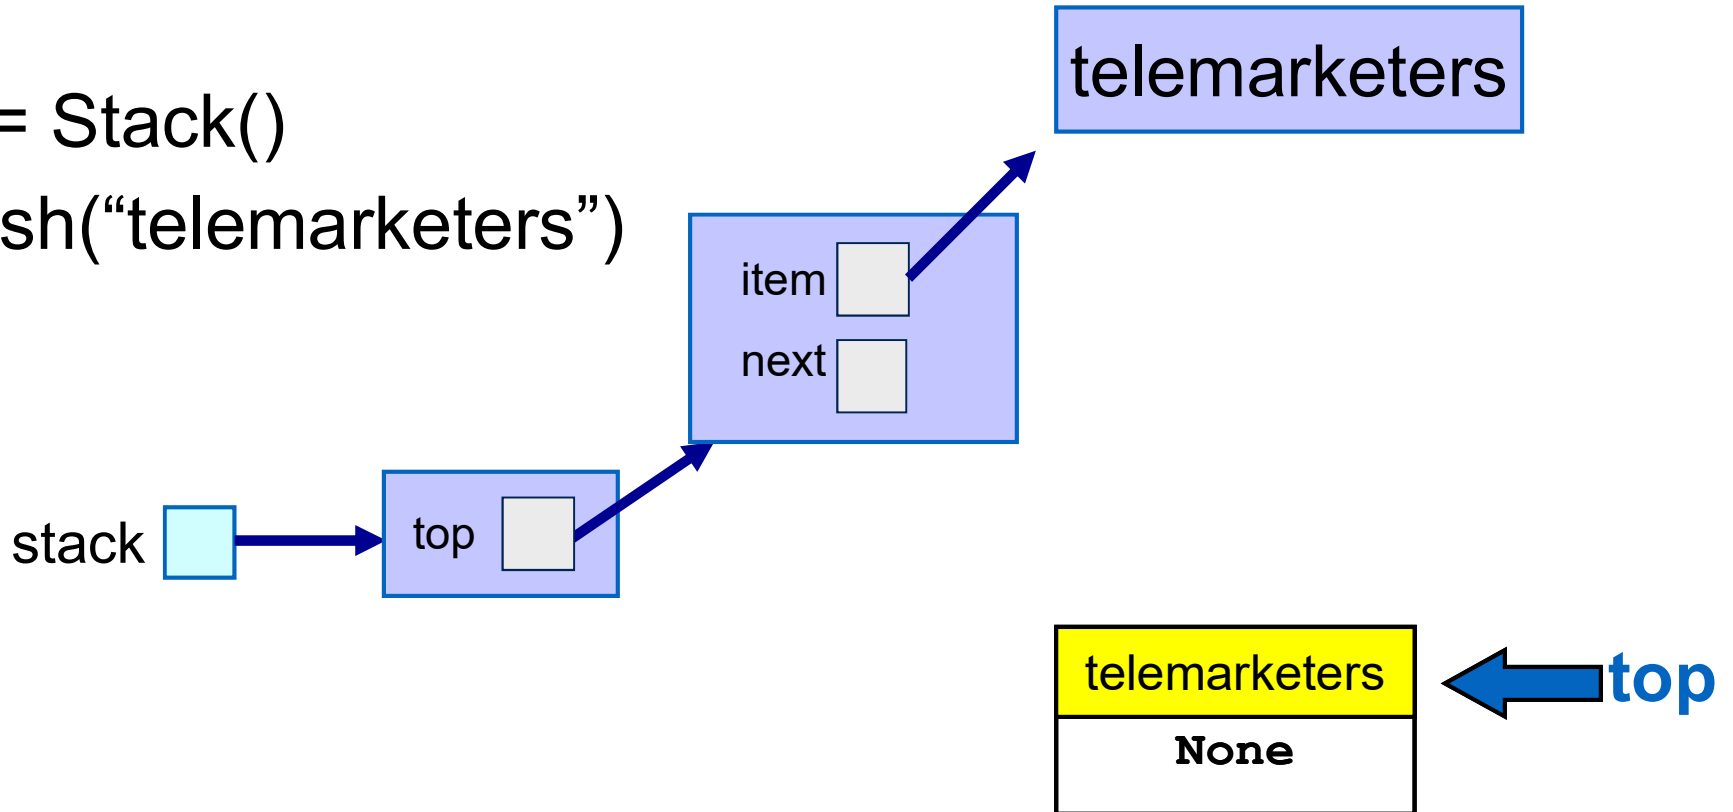 = Stack()
sh(“telemarketers”)
telemarketers
item
next
stack
top
telemarketers
top
None